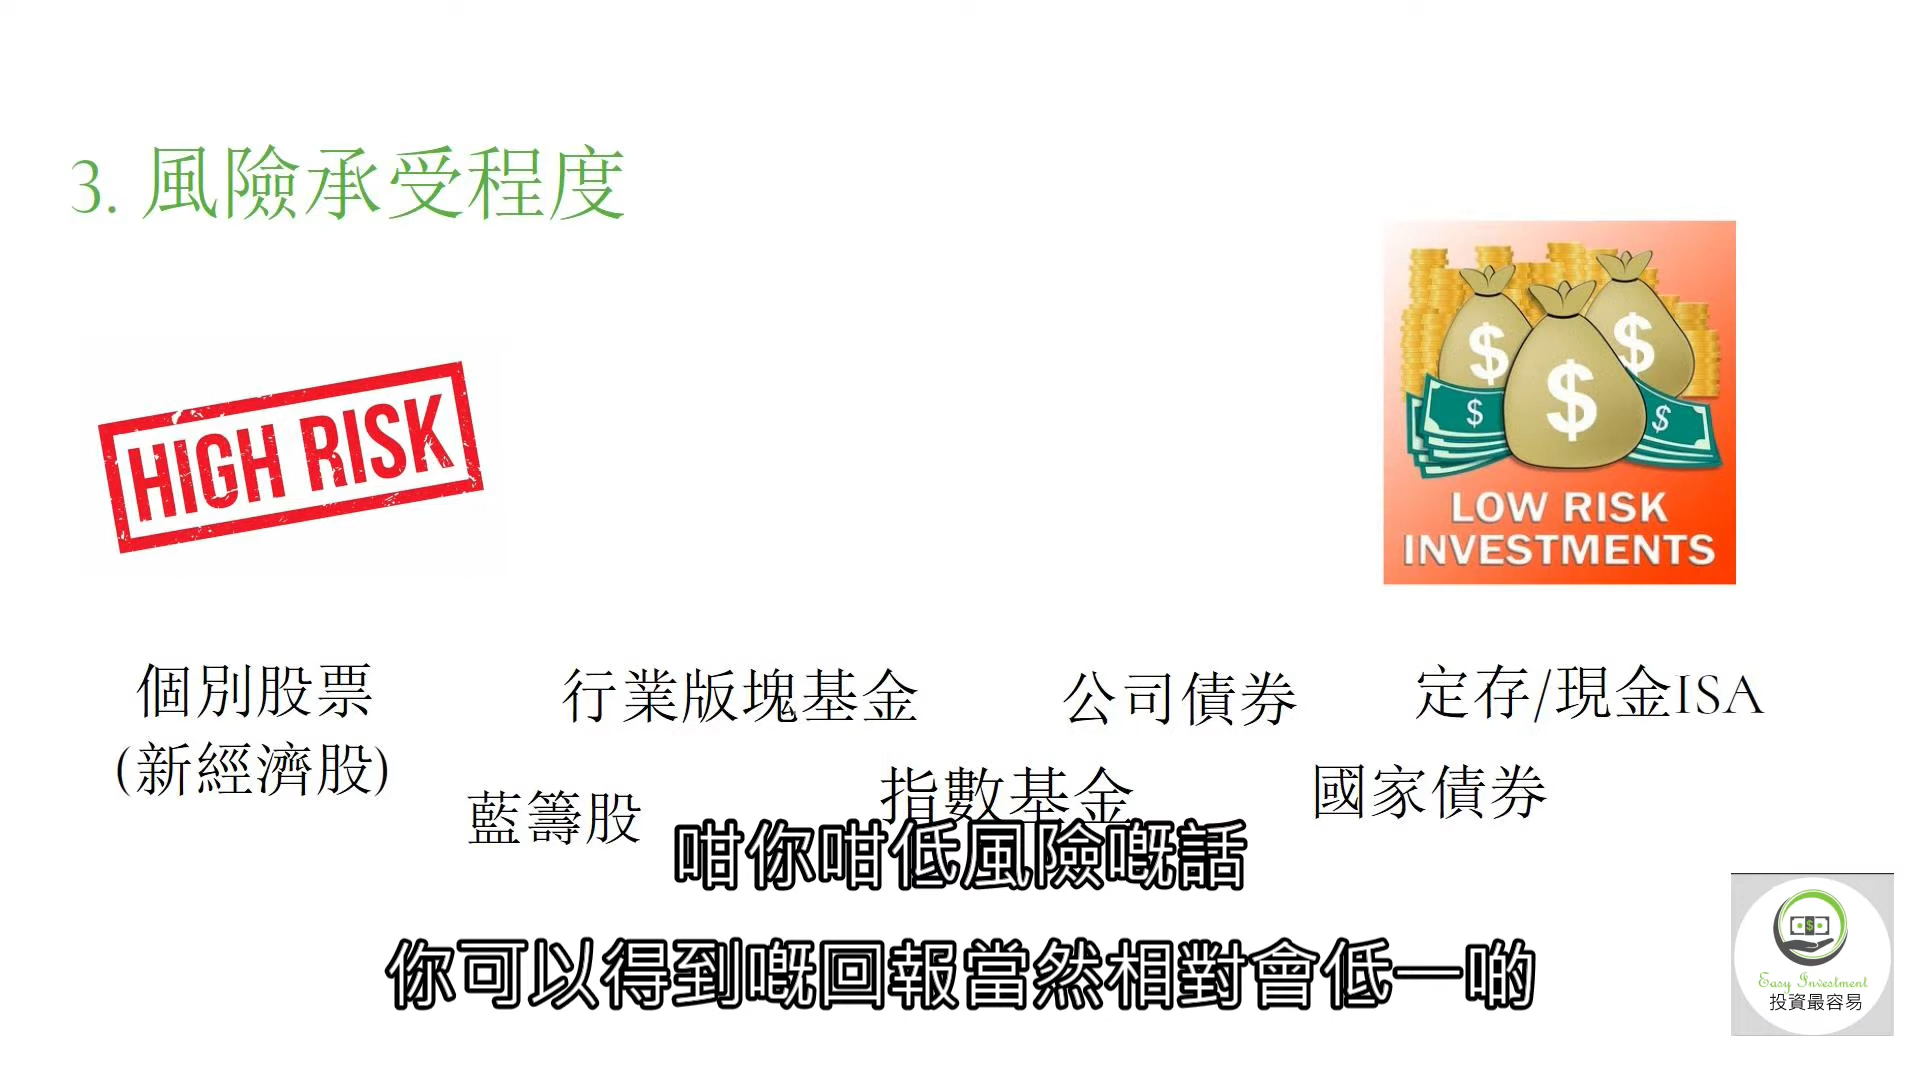 3. 風險承受程度
HIGH RISK
$ $ $
$ $
LOW RISK
INVESTMENTS
個別股票
(新經濟股)
行業版塊基金
公司債券
定存/現金ISA
藍籌股
指數基金
國家債券
咁你咁低風險嘅話
你可以得到嘅回報當然相對會低一啲
$
Easy Investment
投資最容易